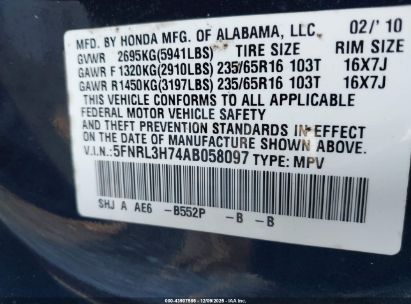 MFD. BY HONDA MFG. OF ALABAMA, LLC. 02/'10
GVWR 2695KG(5941LBS) TIRE SIZE RIM SIZE
GAWR F 1320KG(2910LBS) 235/65R16 103T 16X7J
GAWR R1450KG(3197LBS) 235/65R16 103T 16X7J
THIS VEHICLE CONFORMS TO ALL APPLICABLE
FEDERAL MOTOR VEHICLE SAFETY
AND THEFT PREVENTION STANDARDS IN EFFECT ON
THE DATE OF MANUFACTURE SHOWN ABOVE.
V.I.N.: 5FNRL3H74AB058097 TYPE: MPV
SHJ A AE6 -B552P -B -B